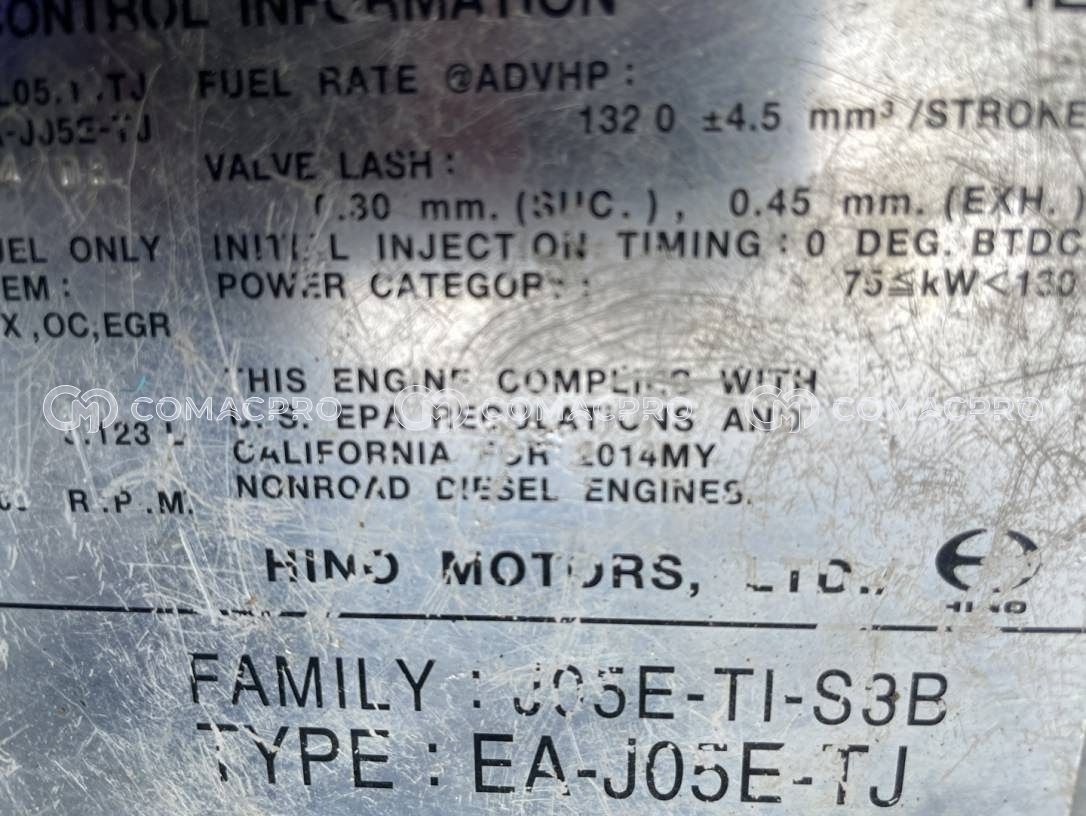 CONTROL INFORMATION
FUEL RATE @ADVHP :
A-J05E-TJ 132.0 ±4.5 mm³/STROKE
VALVE LASH :
0.30 mm. (SUC.), 0.45 mm. (EXH.)
UEL ONLY INITIAL INJECTION TIMING : 0 DEG. BTDC
EM : POWER CATEGORY : 75≦kW<130
X ,OC,EGR
THIS ENGINE COMPLIES WITH
U.S. EPA REGULATIONS AND
COMACPRO COMACPRO COMACPRO
5.123 L CALIFORNIA FOR 2014MY
R.P.M. NONROAD DIESEL ENGINES.
HINO MOTORS, LTD.,
HINO
FAMILY : J05E-TI-S3B
TYPE : EA-J05E-TJ